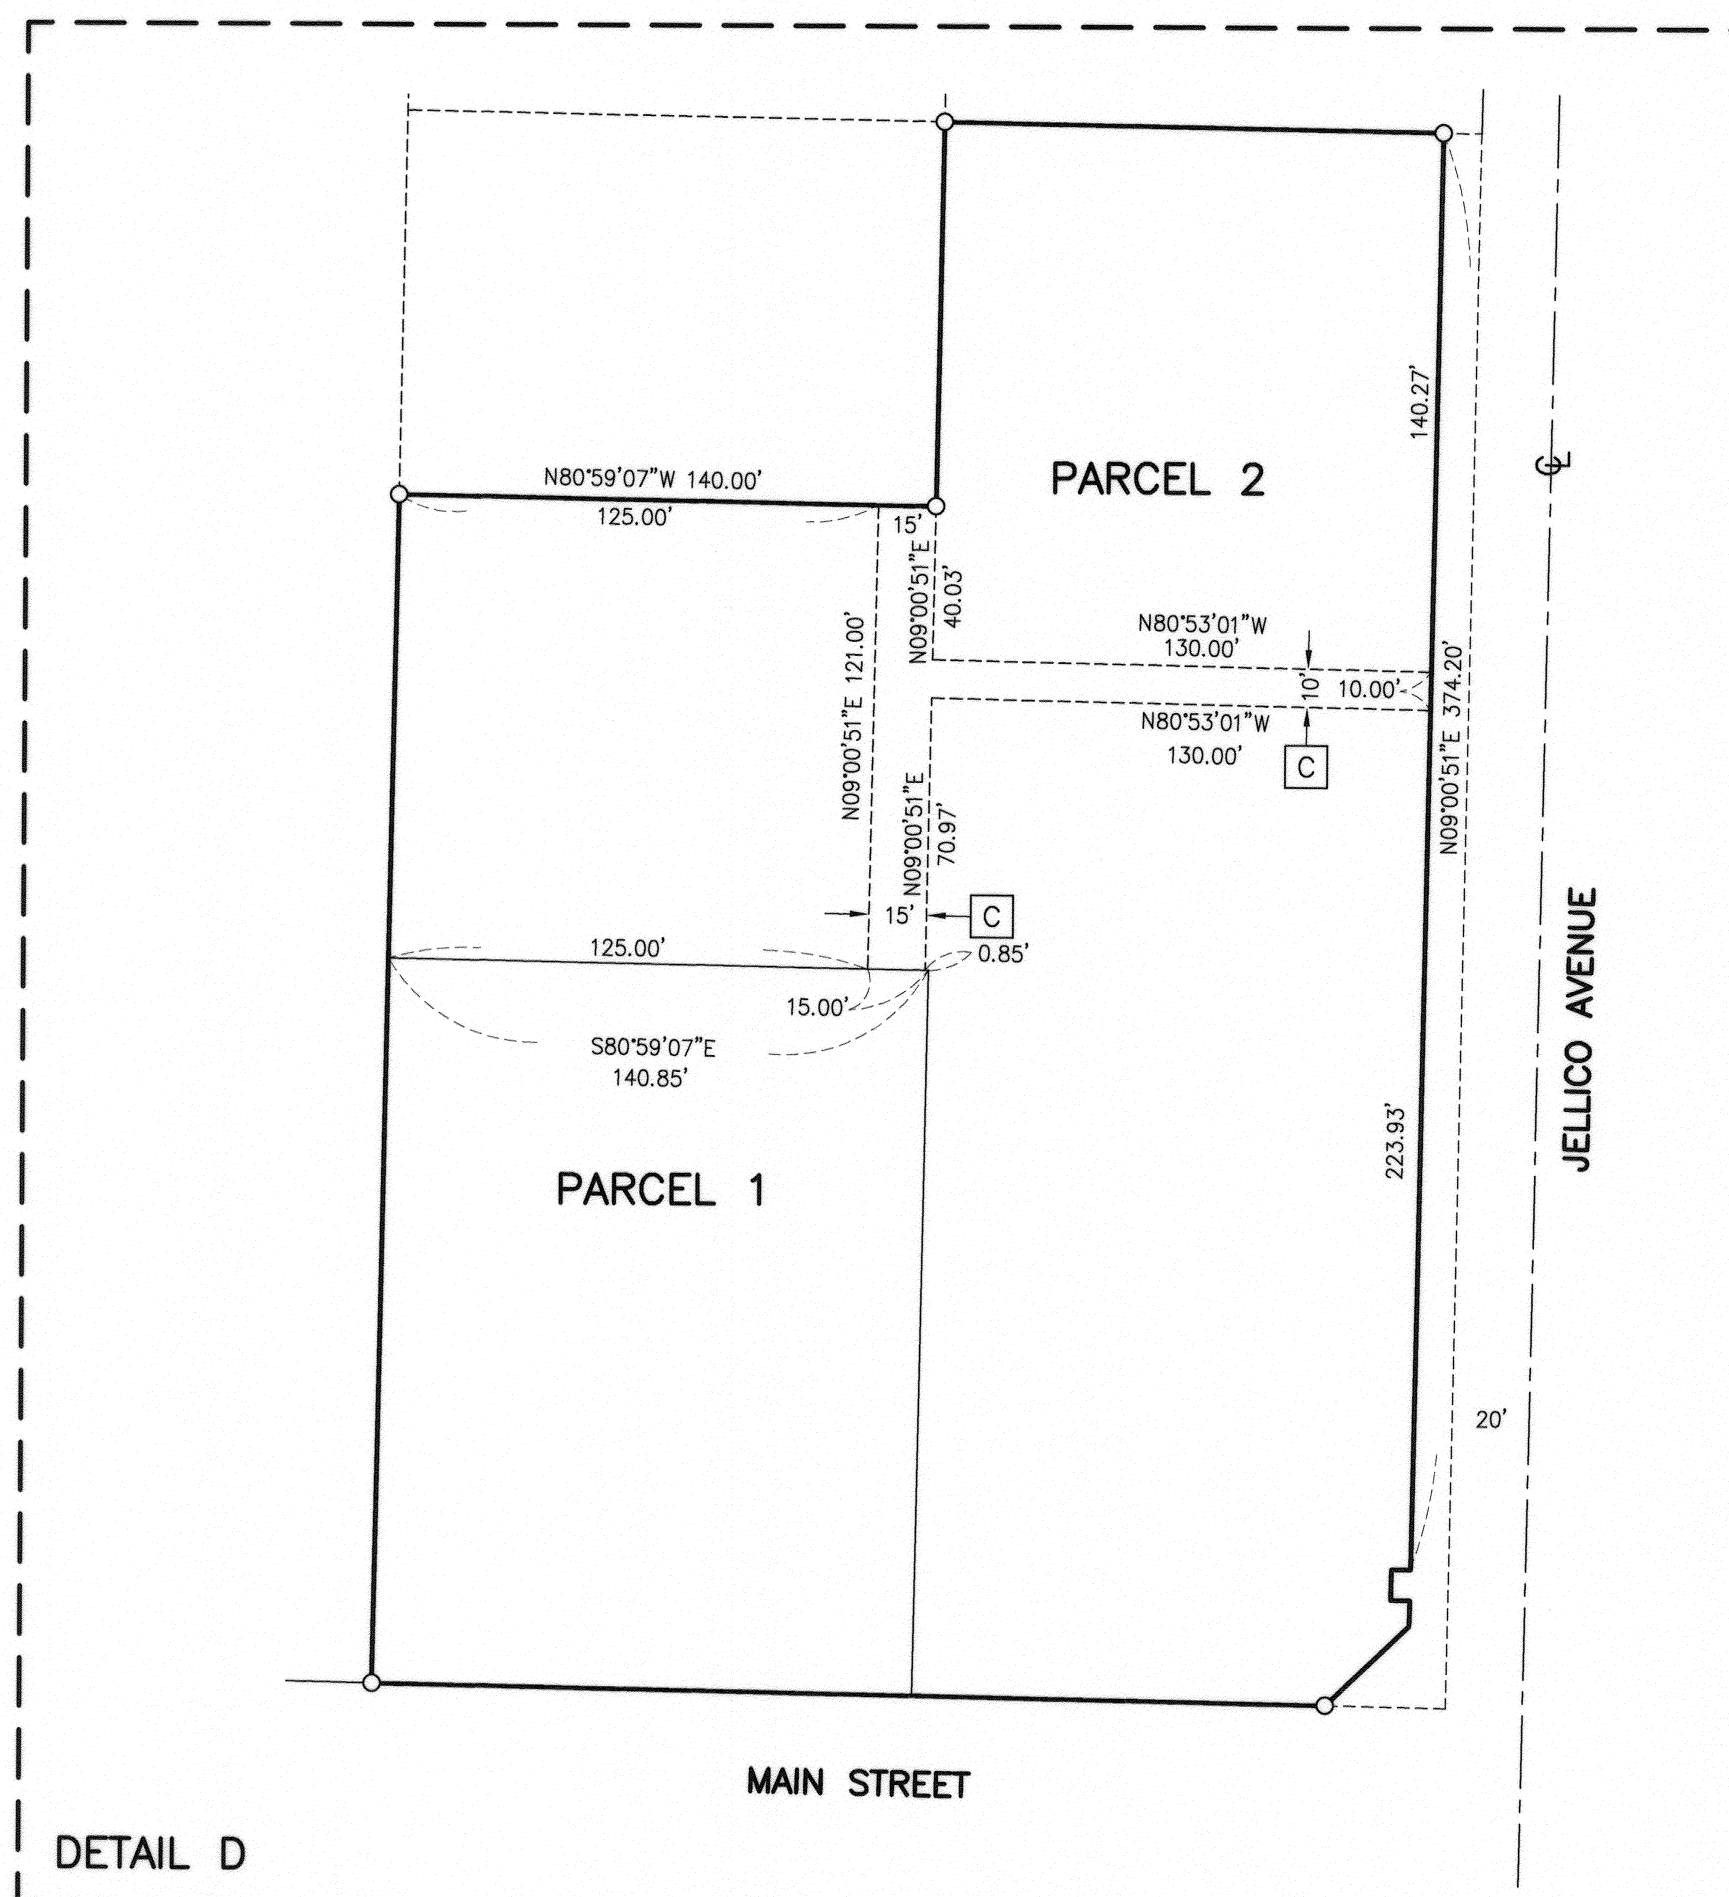 140.27'
℄
PARCEL 2
N80°59'07"W 140.00'
125.00'
15'
N09°00'51"E
40.03'
N80°53'01"W
130.00'
10'
10.00'
N80°53'01"W
130.00'
C
N09°00'51"E 374.20'
N09°00'51"E 121.00'
N09°00'51"E
70.97'
15'
C
125.00'
0.85'
15.00'
S80°59'07"E
140.85'
JELLICO AVENUE
223.93'
PARCEL 1
20'
MAIN STREET
DETAIL D